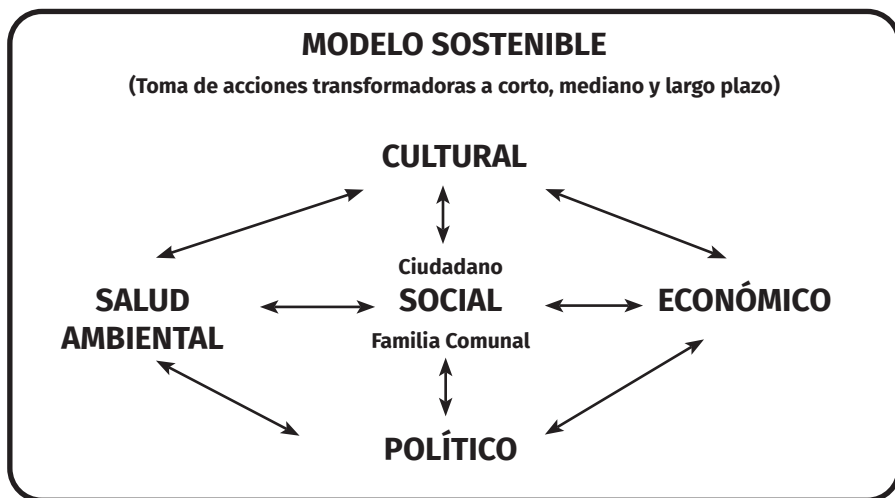 MODELO SOSTENIBLE
(Toma de acciones transformadoras a corto, mediano y largo plazo)
CULTURAL
Ciudadano
SALUD
AMBIENTAL
SOCIAL
ECONÓMICO
Familia Comunal
POLÍTICO